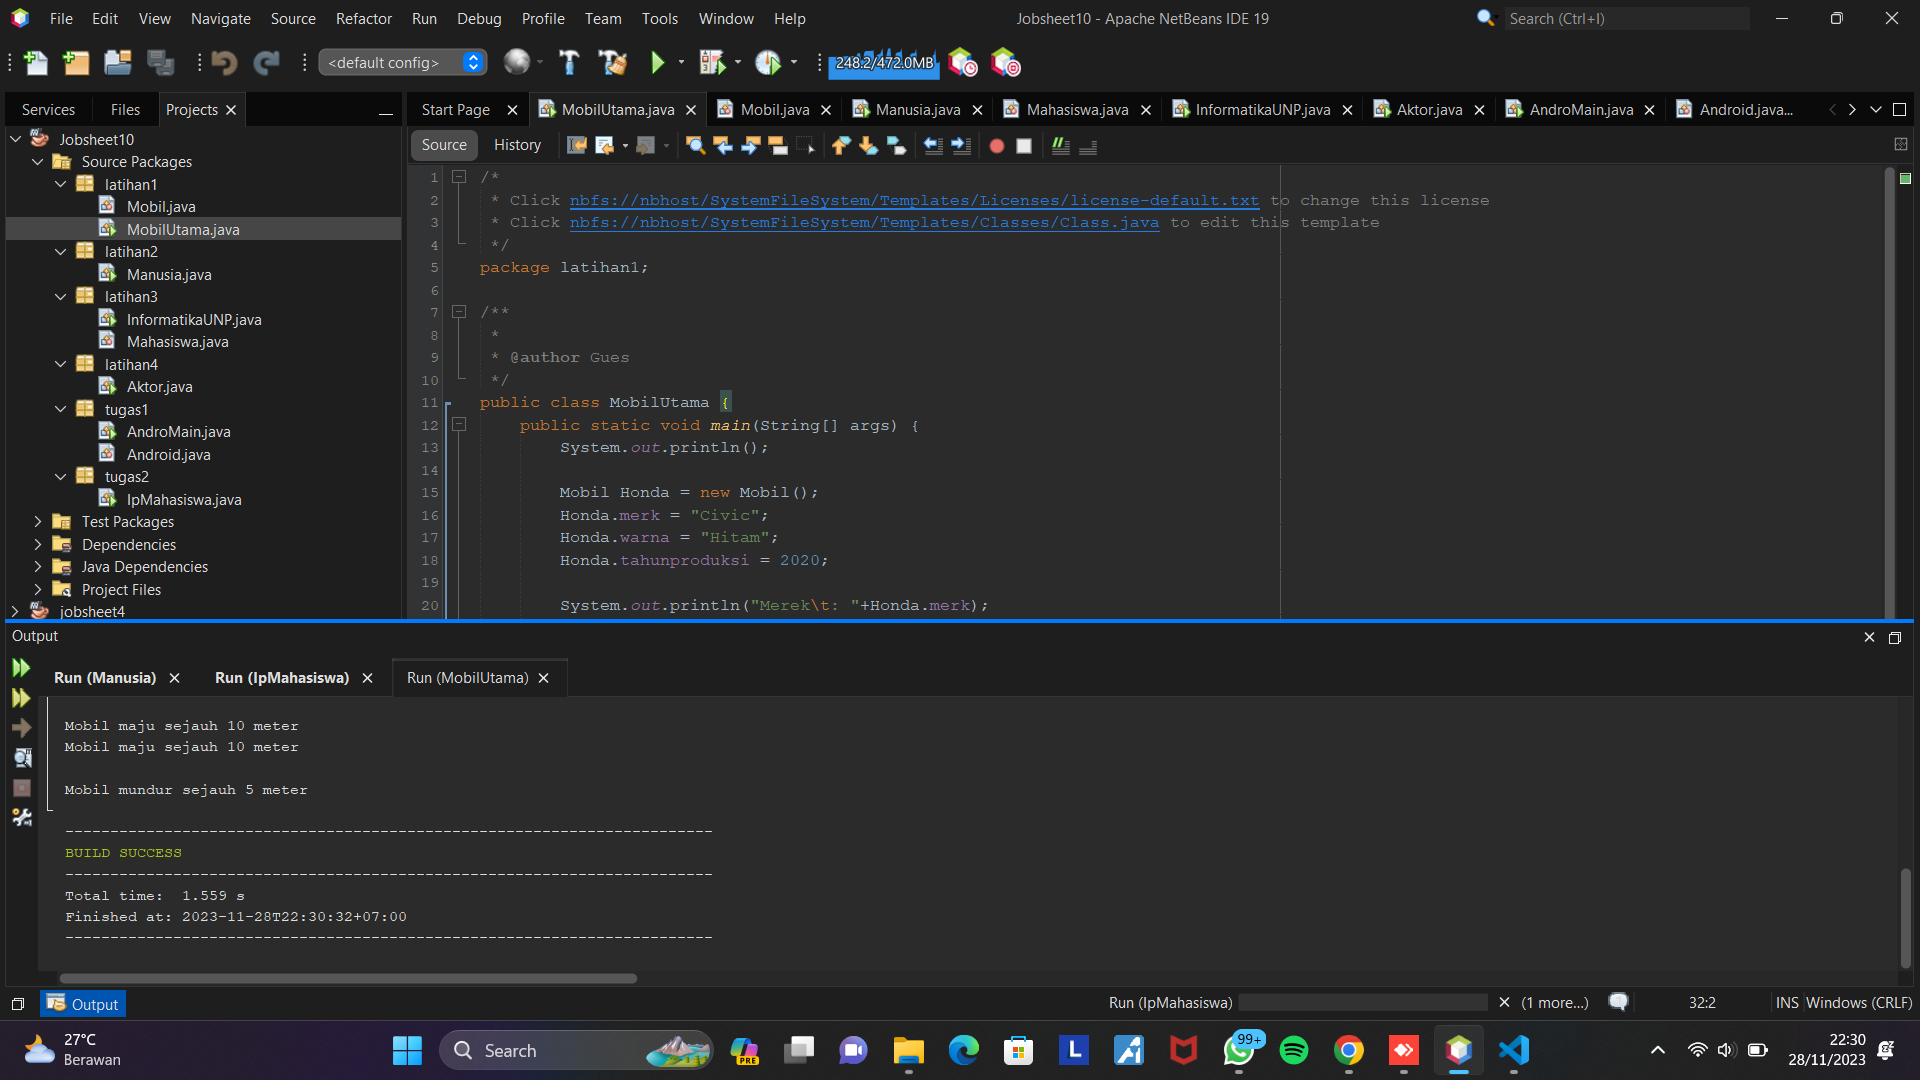 File Edit View Navigate Source Refactor Run Debug Profile Team Tools Window Help Jobsheet10 - Apache NetBeans IDE 19 Search (Ctrl+I)
<default config> 248.2/472.0MB
Services Files Projects Start Page MobilUtama.java Mobil.java Manusia.java Mahasiswa.java InformatikaUNP.java Aktor.java AndroMain.java Android.java...
Source History
Jobsheet10
Source Packages
latihan1
Mobil.java
MobilUtama.java
latihan2
Manusia.java
latihan3
InformatikaUNP.java
Mahasiswa.java
latihan4
Aktor.java
tugas1
AndroMain.java
Android.java
tugas2
IpMahasiswa.java
Test Packages
Dependencies
Java Dependencies
Project Files
jobsheet4
1 /*
2 * Click nbfs://nbhost/SystemFileSystem/Templates/Licenses/license-default.txt to change this license
3 * Click nbfs://nbhost/SystemFileSystem/Templates/Classes/Class.java to edit this template
4 */
5 package latihan1;
6
7 /**
8 *
9 * @author Gues
10 */
11 public class MobilUtama {
12 public static void main(String[] args) {
13 System.out.println();
14
15 Mobil Honda = new Mobil();
16 Honda.merk = "Civic";
17 Honda.warna = "Hitam";
18 Honda.tahunproduksi = 2020;
19
20 System.out.println("Merek\t: "+Honda.merk);
Output
Run (Manusia) Run (IpMahasiswa) Run (MobilUtama)
Mobil maju sejauh 10 meter
Mobil maju sejauh 10 meter
Mobil mundur sejauh 5 meter
------------------------------------------------------------------------
BUILD SUCCESS
------------------------------------------------------------------------
Total time: 1.559 s
Finished at: 2023-11-28T22:30:32+07:00
------------------------------------------------------------------------
Output Run (IpMahasiswa) (1 more...) 32:2 INS Windows (CRLF)
27°C
Berawan
Search
PRE
L
99+
22:30
28/11/2023